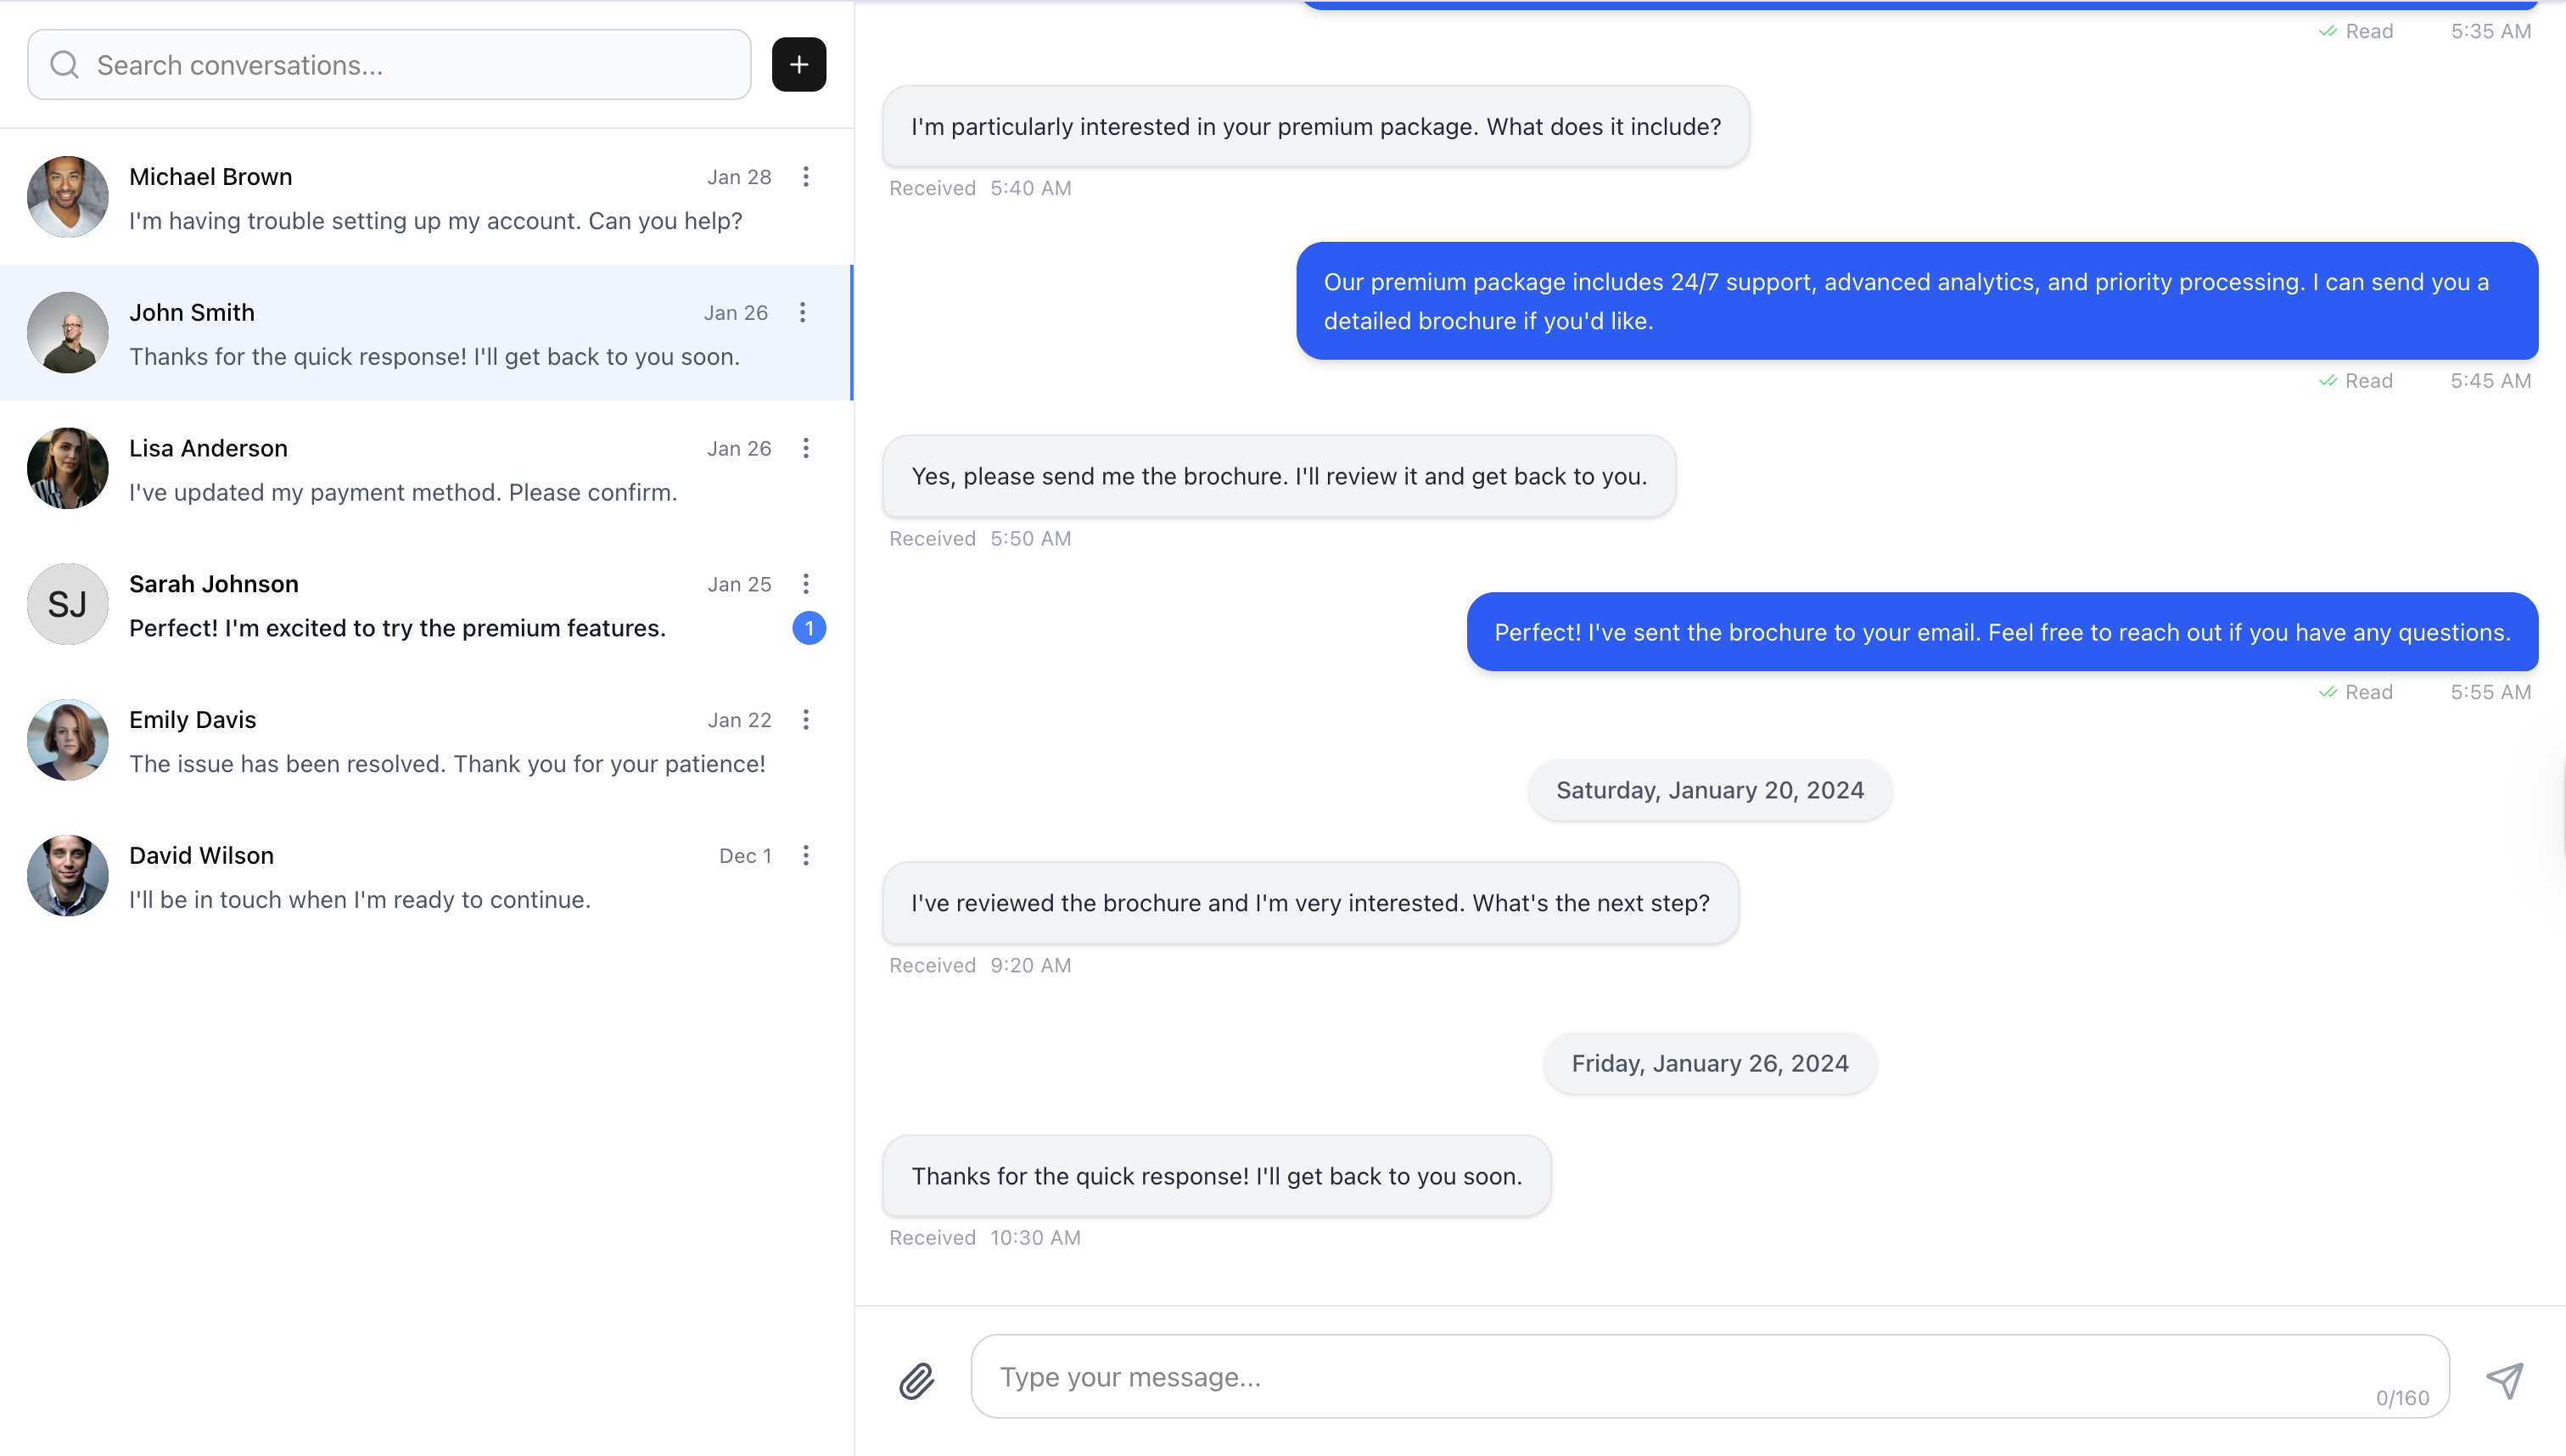 Search conversations...
Michael Brown
Jan 28
I'm having trouble setting up my account. Can you help?
John Smith
Jan 26
Thanks for the quick response! I'll get back to you soon.
Lisa Anderson
Jan 26
I've updated my payment method. Please confirm.
SJ
Sarah Johnson
Jan 25
Perfect! I'm excited to try the premium features.
1
Emily Davis
Jan 22
The issue has been resolved. Thank you for your patience!
David Wilson
Dec 1
I'll be in touch when I'm ready to continue.
Read 5:35 AM
I'm particularly interested in your premium package. What does it include?
Received 5:40 AM
Our premium package includes 24/7 support, advanced analytics, and priority processing. I can send you a
detailed brochure if you'd like.
Read 5:45 AM
Yes, please send me the brochure. I'll review it and get back to you.
Received 5:50 AM
Perfect! I've sent the brochure to your email. Feel free to reach out if you have any questions.
Read 5:55 AM
Saturday, January 20, 2024
I've reviewed the brochure and I'm very interested. What's the next step?
Received 9:20 AM
Friday, January 26, 2024
Thanks for the quick response! I'll get back to you soon.
Received 10:30 AM
Type your message...
0/160